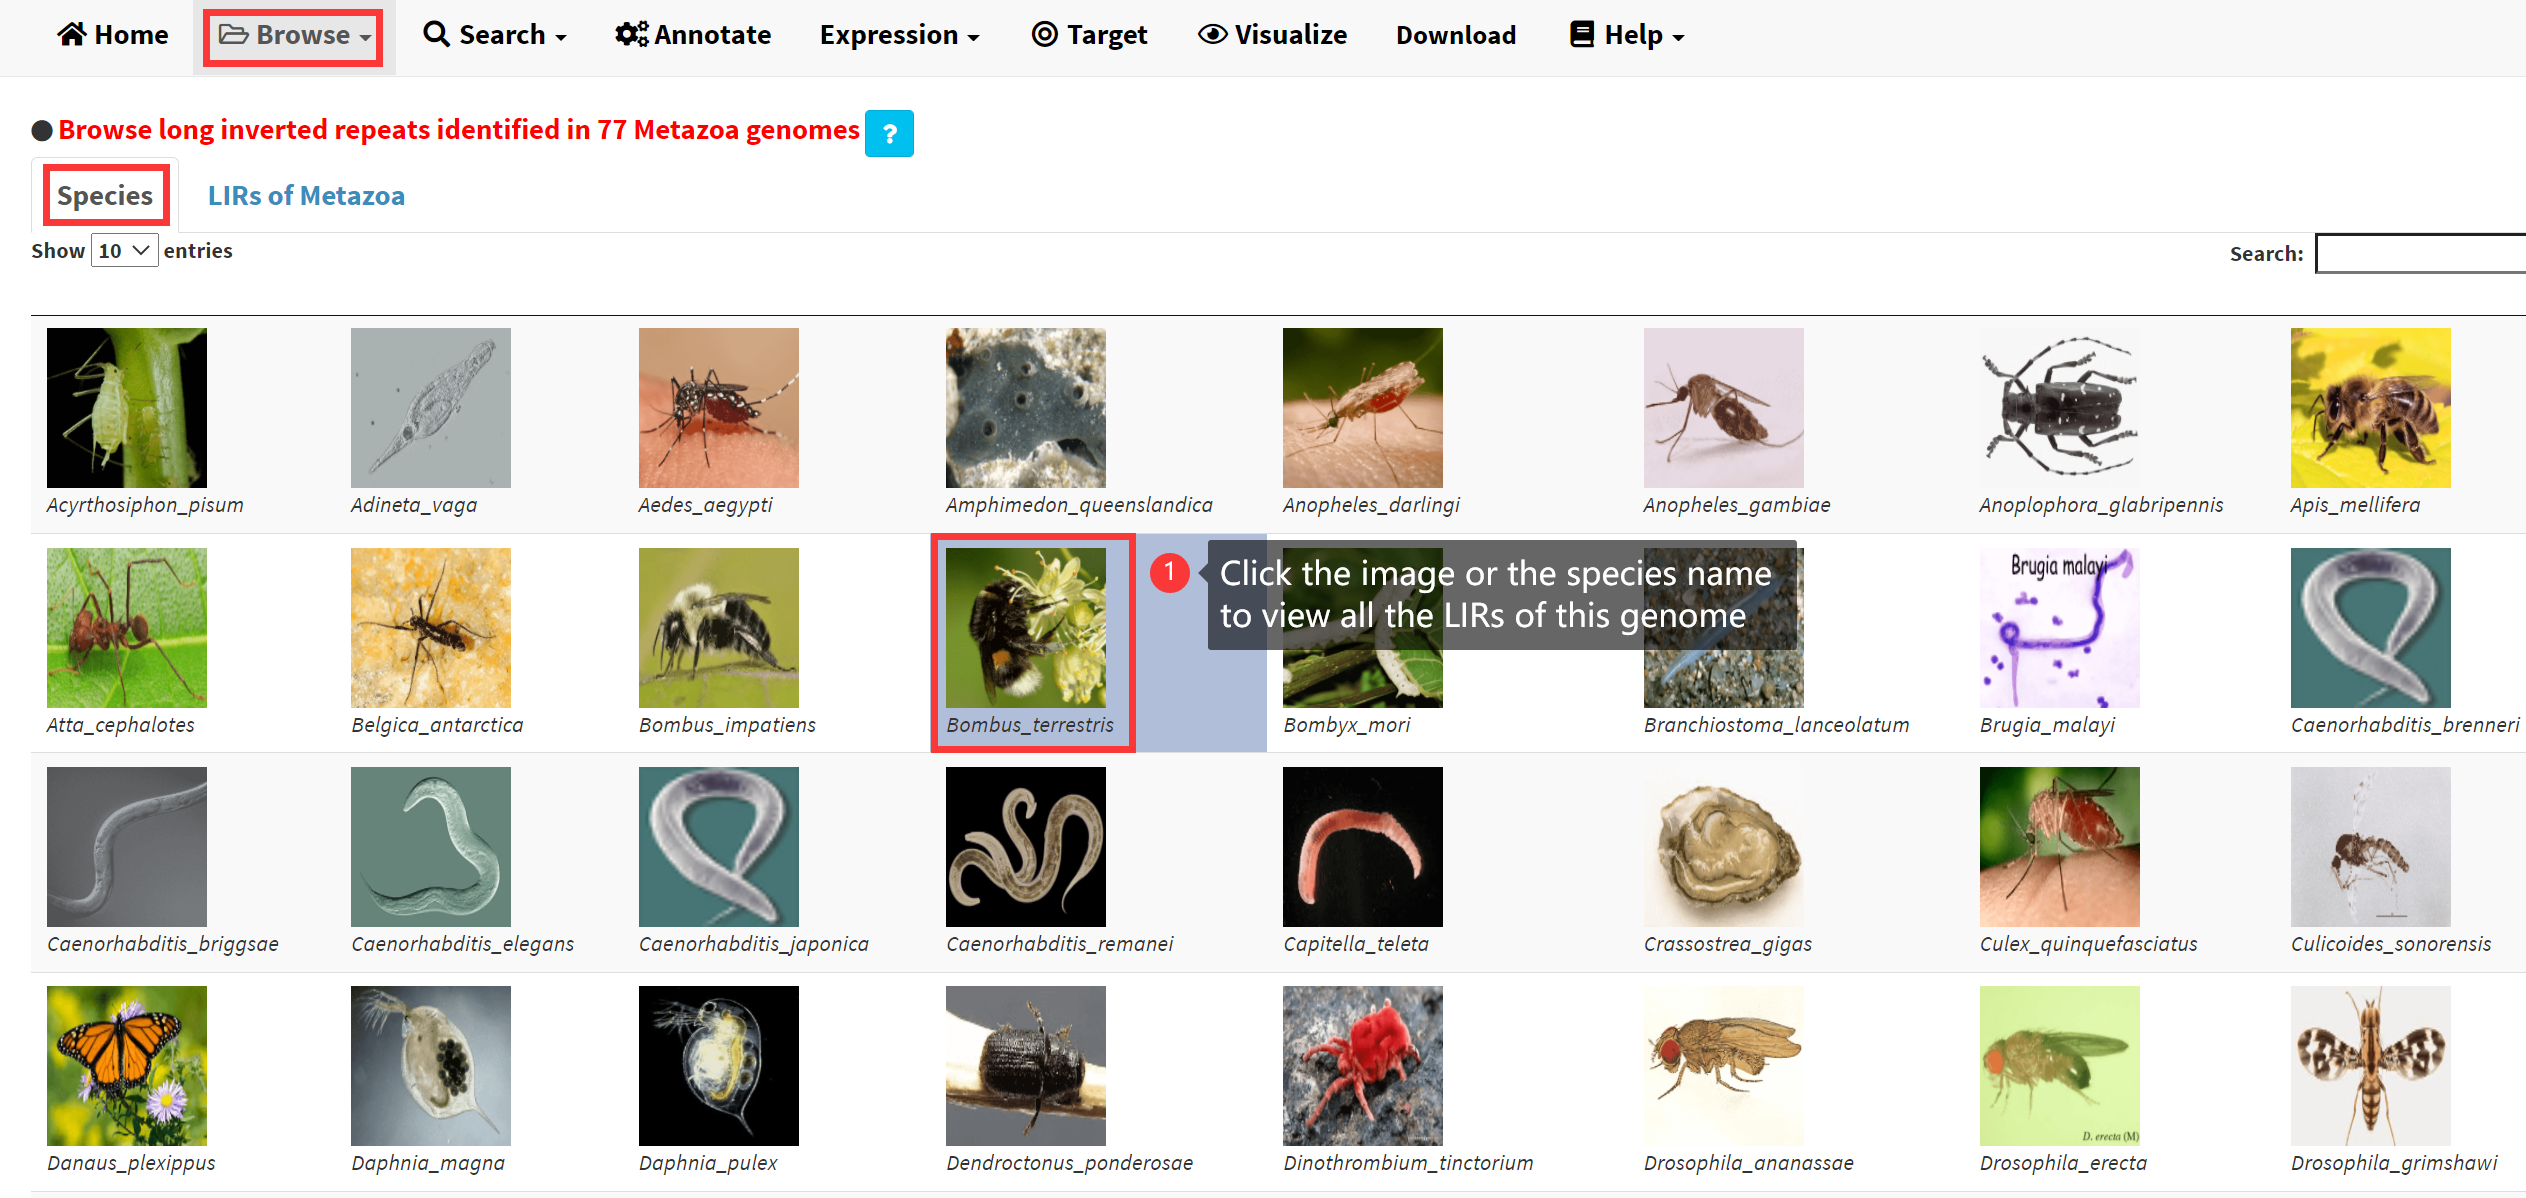 Home Browse Search Annotate Expression Target Visualize Download Help
Browse long inverted repeats identified in 77 Metazoa genomes ?
Species LIRs of Metazoa
Show 10 entries Search:
Acyrthosiphon_pisum Adineta_vaga Aedes_aegypti Amphimedon_queenslandica Anopheles_darlingi Anopheles_gambiae Anoplophora_glabripennis Apis_mellifera
1 Click the image or the species name
to view all the LIRs of this genome
Brugia malayi
Atta_cephalotes Belgica_antarctica Bombus_impatiens Bombus_terrestris Bombyx_mori Branchiostoma_lanceolatum Brugia_malayi Caenorhabditis_brenneri
Caenorhabditis_briggsae Caenorhabditis_elegans Caenorhabditis_japonica Caenorhabditis_remanei Capitella_teleta Crassostrea_gigas Culex_quinquefasciatus Culicoides_sonorensis
D. erecta (M)
Danaus_plexippus Daphnia_magna Daphnia_pulex Dendroctonus_ponderosae Dinothrombium_tinctorium Drosophila_ananassae Drosophila_erecta Drosophila_grimshawi